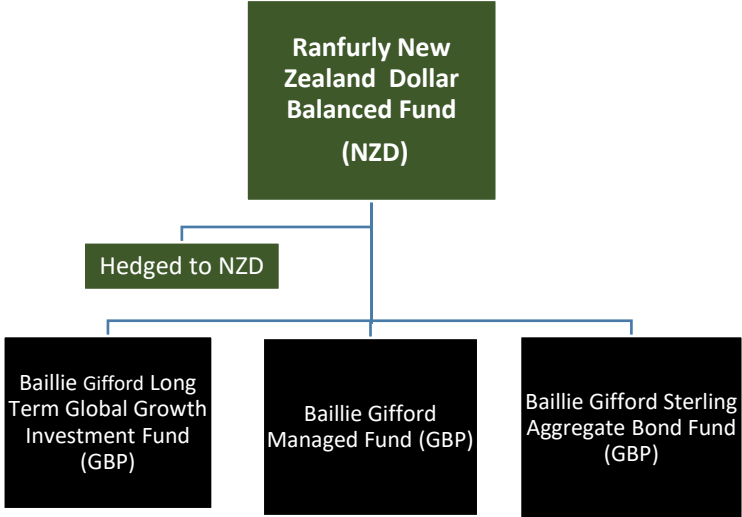 Ranfurly New
Zealand Dollar
Balanced Fund
(NZD)
Hedged to NZD
Baillie Gifford Long
Term Global Growth
Investment Fund
(GBP)
Baillie Gifford
Managed Fund (GBP)
Baillie Gifford Sterling
Aggregate Bond Fund
(GBP)